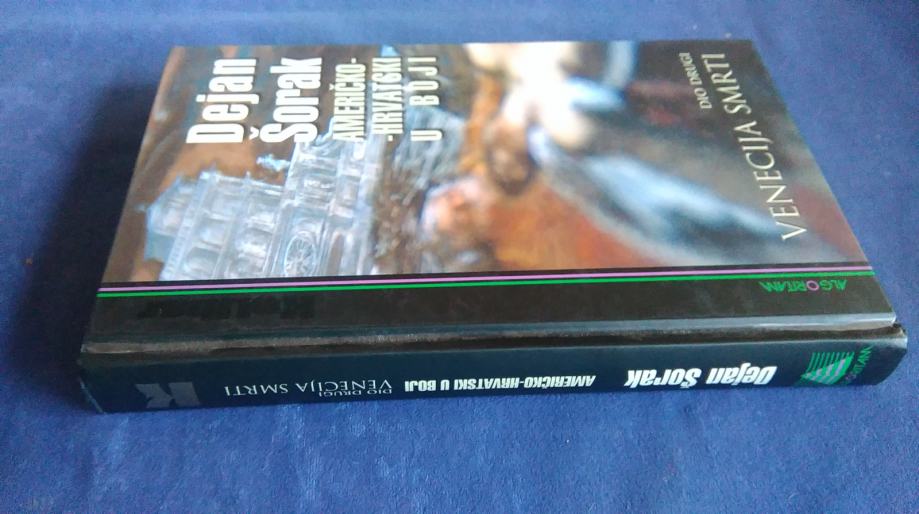 Dejan
Šorak
AMERIČKO-
-HRVATSKI
U BOJI
DIO DRUGI
VENECIJA SMRTI
ALGORITAM
Dejan Šorak
AMERIČKO-HRVATSKI U BOJI
DIO DRUGI
VENECIJA SMRTI
K
ALGORITAM